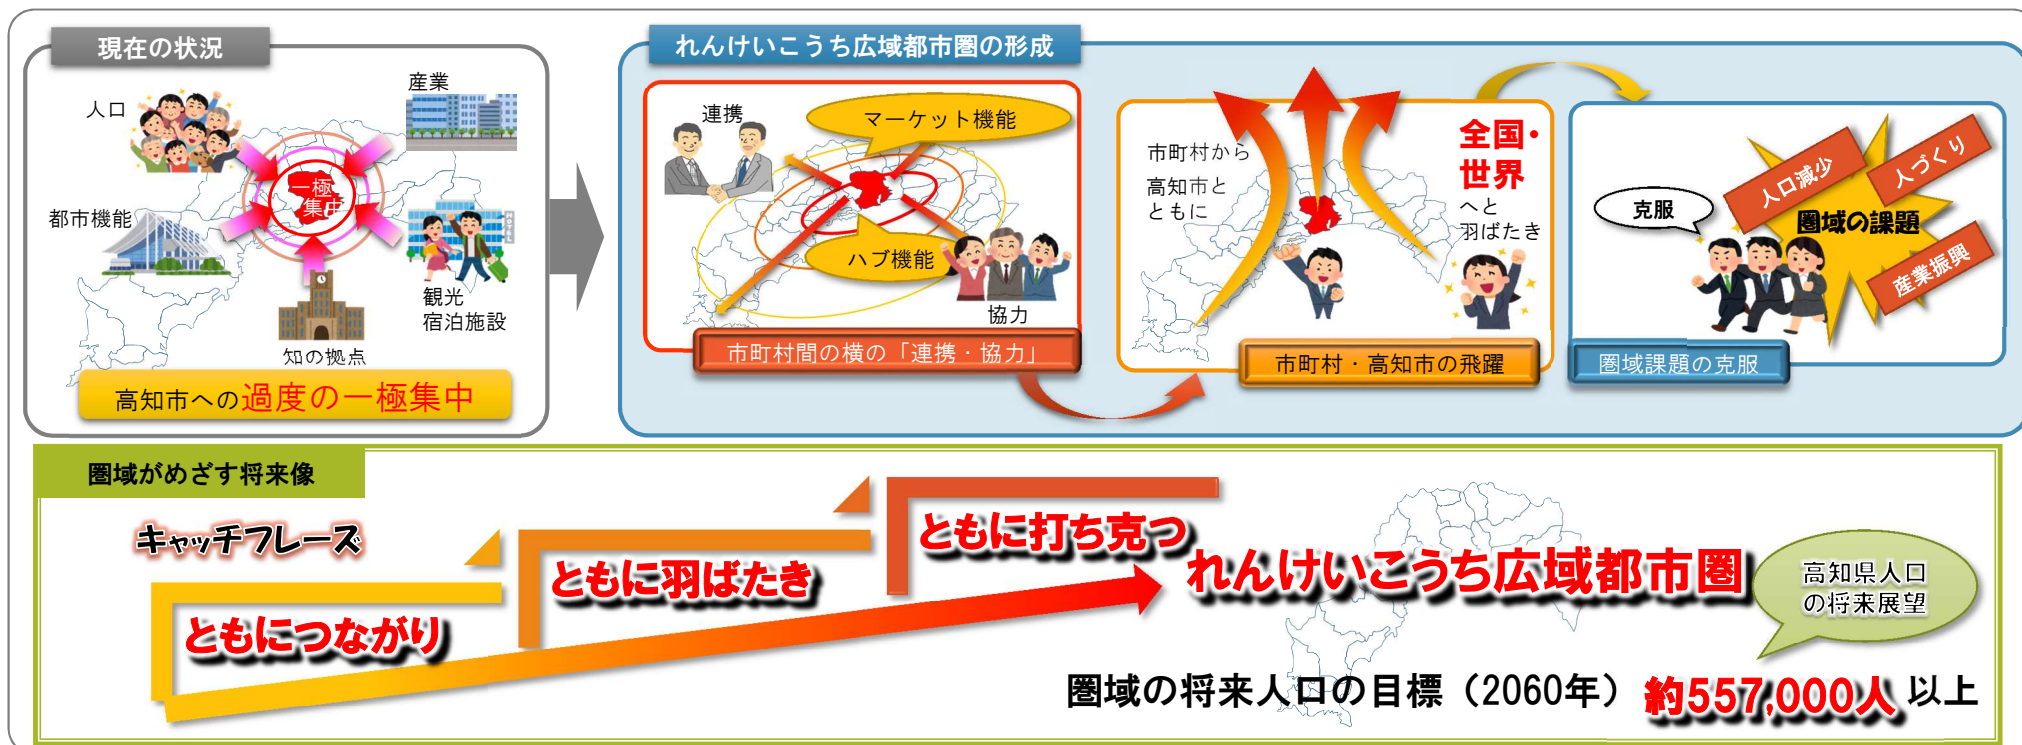 現在の状況
人口
産業
一極
集中
都市機能
観光
宿泊施設
HOTEL
知の拠点
高知市への過度の一極集中
れんけいこうち広域都市圏の形成
連携
マーケット機能
ハブ機能
協力
市町村間の横の「連携・協力」
市町村から
高知市と
ともに
全国・
世界
へと
羽ばたき
市町村・高知市の飛躍
克服
人口減少
人づくり
圏域の課題
産業振興
圏域課題の克服
圏域がめざす将来像
キャッチフレーズ
ともにつながり
ともに羽ばたき
ともに打ち克つ
れんけいこうち広域都市圏
高知県人口
の将来展望
圏域の将来人口の目標（2060年）約557,000人以上